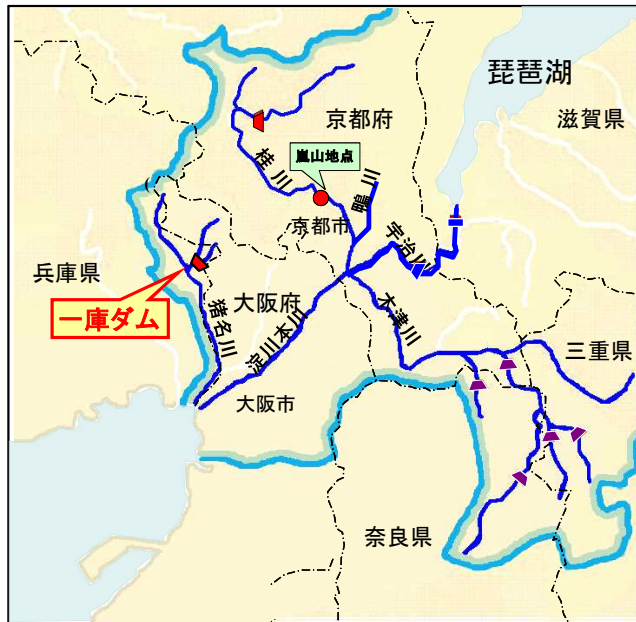 琵琶湖
京都府
滋賀県
嵐山地点
桂川
鴨川
京都市
宇治川
兵庫県
大阪府
一庫ダム
猪名川
淀川本川
木津川
三重県
大阪市
奈良県